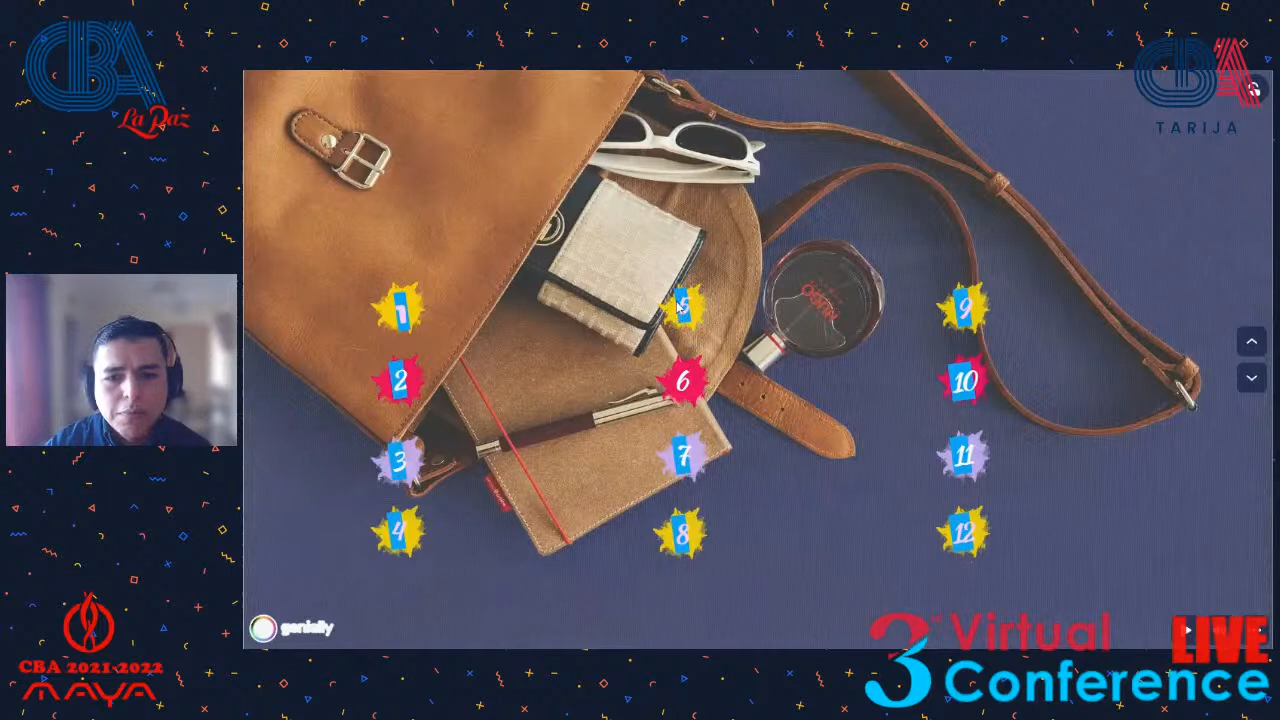 CBA
La Paz
CBA
TARIJA
1
5
9
2
6
10
3
7
11
4
8
12
HUGO
genially
CBA 2021-2022
MAYA
3rd Virtual
Conference
LIVE